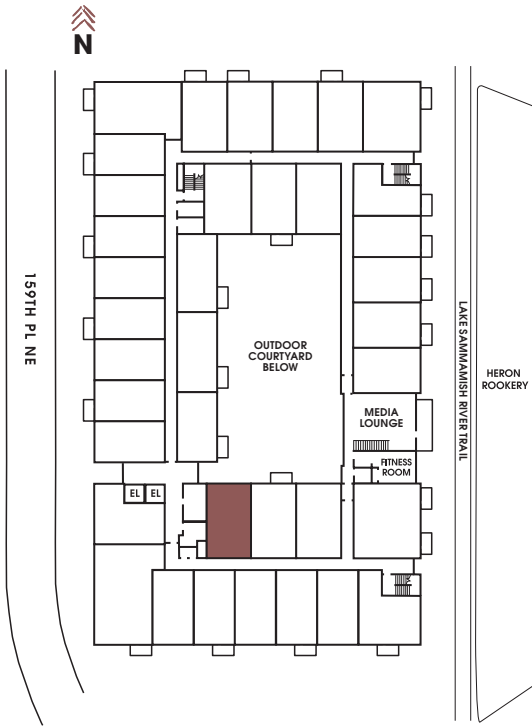 N
159TH PL NE
OUTDOOR
COURTYARD
BELOW
LAKE SAMMAMISH RIVER TRAIL
HERON
ROOKERY
MEDIA
LOUNGE
FITNESS
ROOM
EL EL